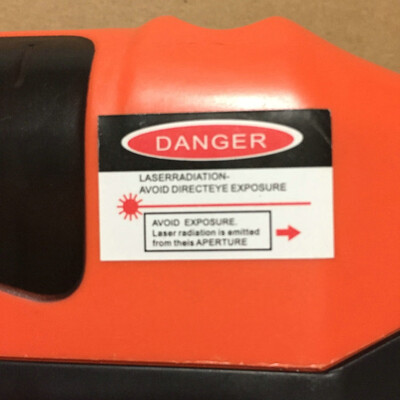 DANGER
LASERRADIATION-
AVOID DIRECTEYE EXPOSURE
AVOID EXPOSURE.
Laser radiation is emitted
from theis APERTURE